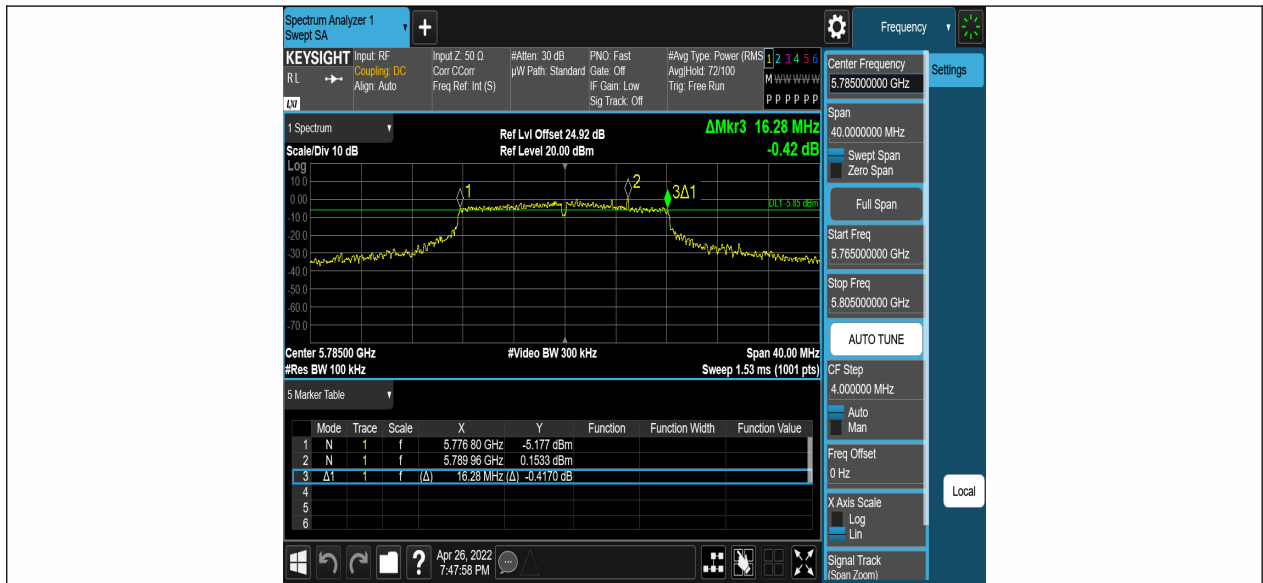 Spectrum Analyzer 1
Swept SA
+
Frequency
KEYSIGHT
RL
LXI
Input: RF
Coupling: DC
Align: Auto
Input Z: 50 Ω
Corr CCorr
Freq Ref: Int (S)
#Atten: 30 dB
µW Path: Standard
PNO: Fast
Gate: Off
IF Gain: Low
Sig Track: Off
#Avg Type: Power (RMS
Avg|Hold: 72/100
Trig: Free Run
1 2 3 4 5 6
M W W W W W
P P P P P P
1 Spectrum
Ref Lvl Offset 24.92 dB
ΔMkr3 16.28 MHz
Scale/Div 10 dB
Ref Level 20.00 dBm
-0.42 dB
Log
10.0
0.00
-10.0
-20.0
-30.0
-40.0
-50.0
-60.0
-70.0
1
2
3Δ1
DL1 -5.85 dBm
Center 5.78500 GHz
#Video BW 300 kHz
Span 40.00 MHz
#Res BW 100 kHz
Sweep 1.53 ms (1001 pts)
5 Marker Table
Mode Trace Scale X Y Function Function Width Function Value
1 N 1 f 5.776 80 GHz -5.177 dBm
2 N 1 f 5.789 96 GHz 0.1533 dBm
3 Δ1 1 f (Δ) 16.28 MHz (Δ) -0.4170 dB
4
5
6
?
Apr 26, 2022
7:47:58 PM
Center Frequency
5.785000000 GHz
Settings
Span
40.0000000 MHz
Swept Span
Zero Span
Full Span
Start Freq
5.765000000 GHz
Stop Freq
5.805000000 GHz
AUTO TUNE
CF Step
4.000000 MHz
Auto
Man
Freq Offset
0 Hz
X Axis Scale
Log
Lin
Local
Signal Track
(Span Zoom)